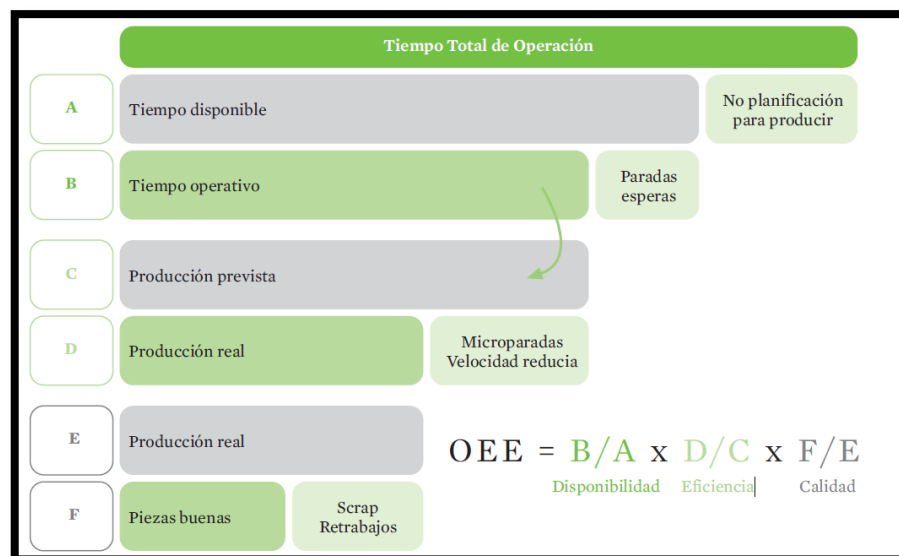 Tiempo Total de Operación
A
Tiempo disponible
No planificación
para producir
B
Tiempo operativo
Paradas
esperas
C
Producción prevista
D
Producción real
Microparadas
Velocidad reducia
E
Producción real
OEE = B/A x D/C x F/E
Disponibilidad Eficiencia Calidad
F
Piezas buenas
Scrap
Retrabajos